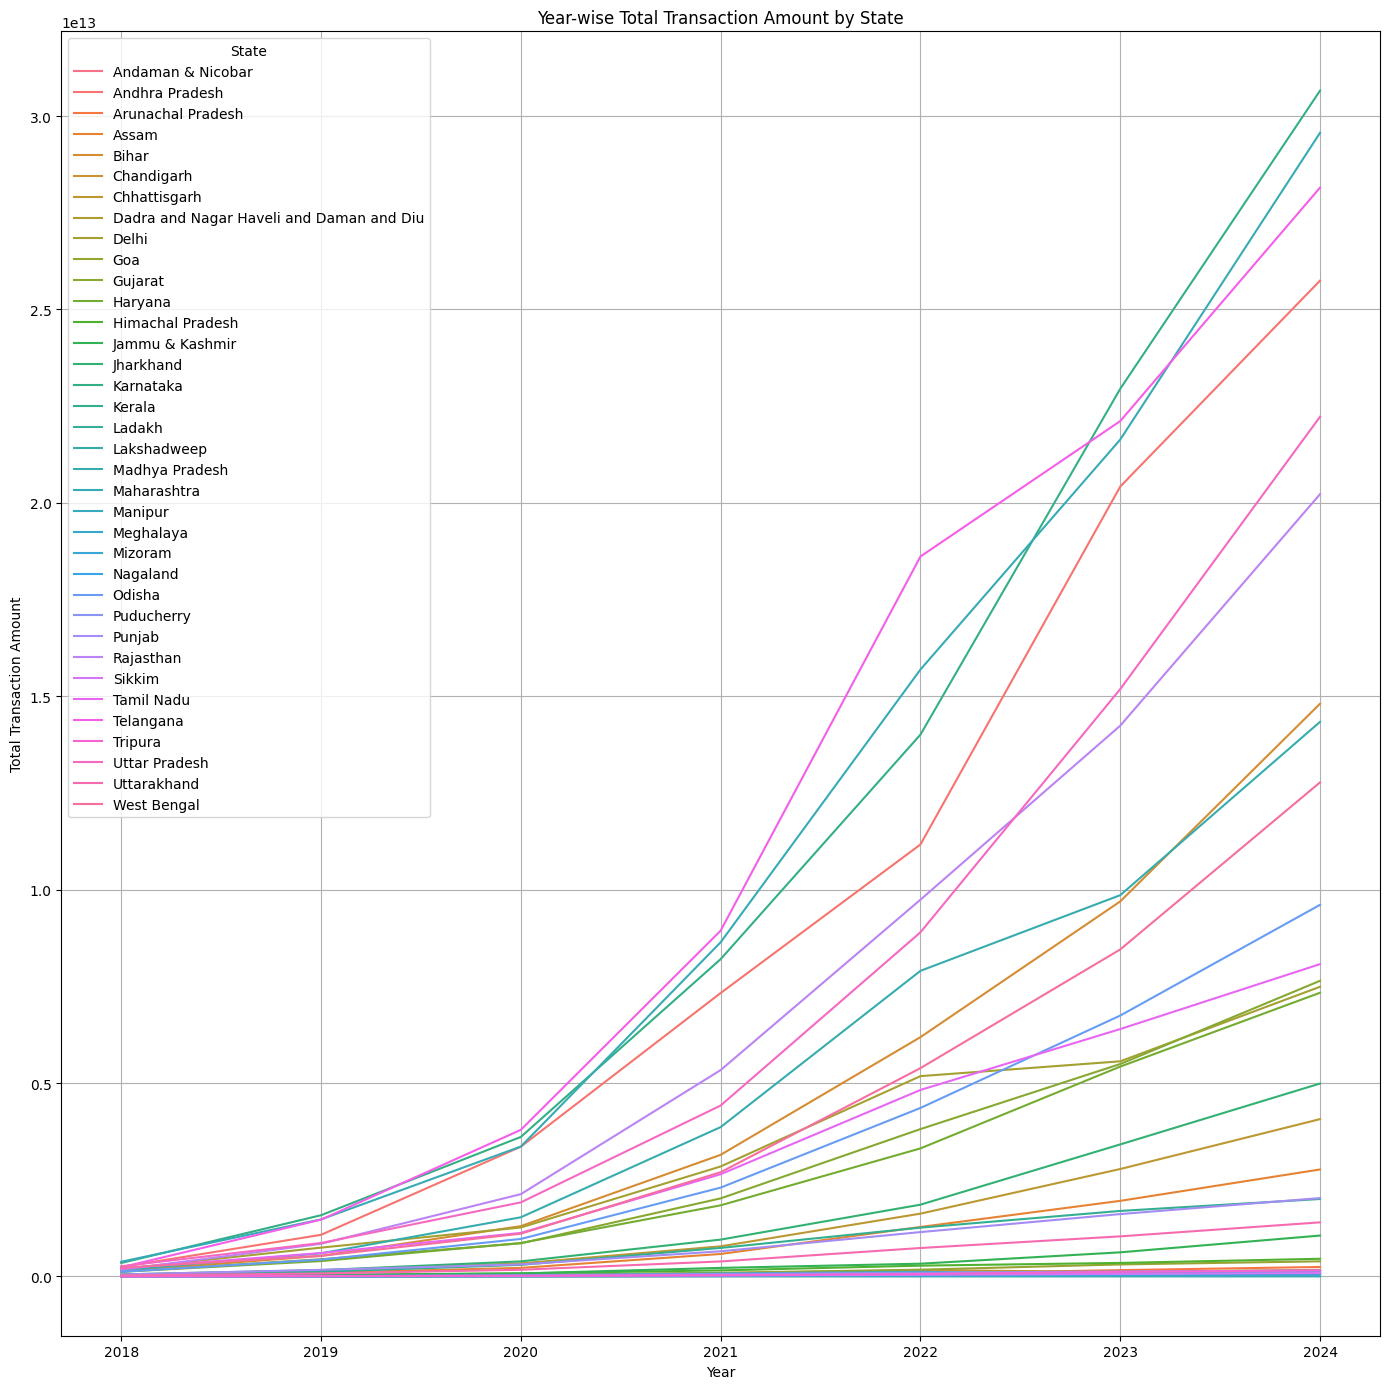 Year-wise Total Transaction Amount by State
1e13
State
Andaman & Nicobar
Andhra Pradesh
Arunachal Pradesh
Assam
Bihar
Chandigarh
Chhattisgarh
Dadra and Nagar Haveli and Daman and Diu
Delhi
Goa
Gujarat
Haryana
Himachal Pradesh
Jammu & Kashmir
Jharkhand
Karnataka
Kerala
Ladakh
Lakshadweep
Madhya Pradesh
Maharashtra
Manipur
Meghalaya
Mizoram
Nagaland
Odisha
Puducherry
Punjab
Rajasthan
Sikkim
Tamil Nadu
Telangana
Tripura
Uttar Pradesh
Uttarakhand
West Bengal
3.0
2.5
2.0
1.5
1.0
0.5
0.0
Total Transaction Amount
2018 2019 2020 2021 2022 2023 2024
Year